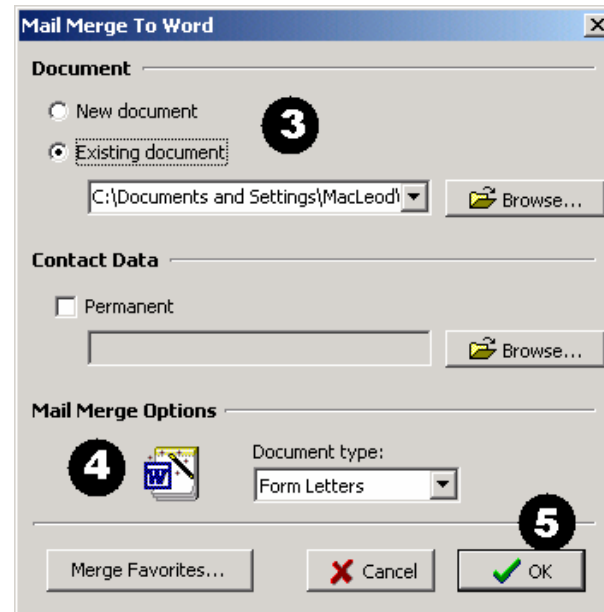 Mail Merge To Word
Document
New document
3
Existing document
C:\Documents and Settings\MacLeod\
Browse...
Contact Data
Permanent
Browse...
Mail Merge Options
4
W
Document type:
Form Letters
5
Merge Favorites...
Cancel
OK